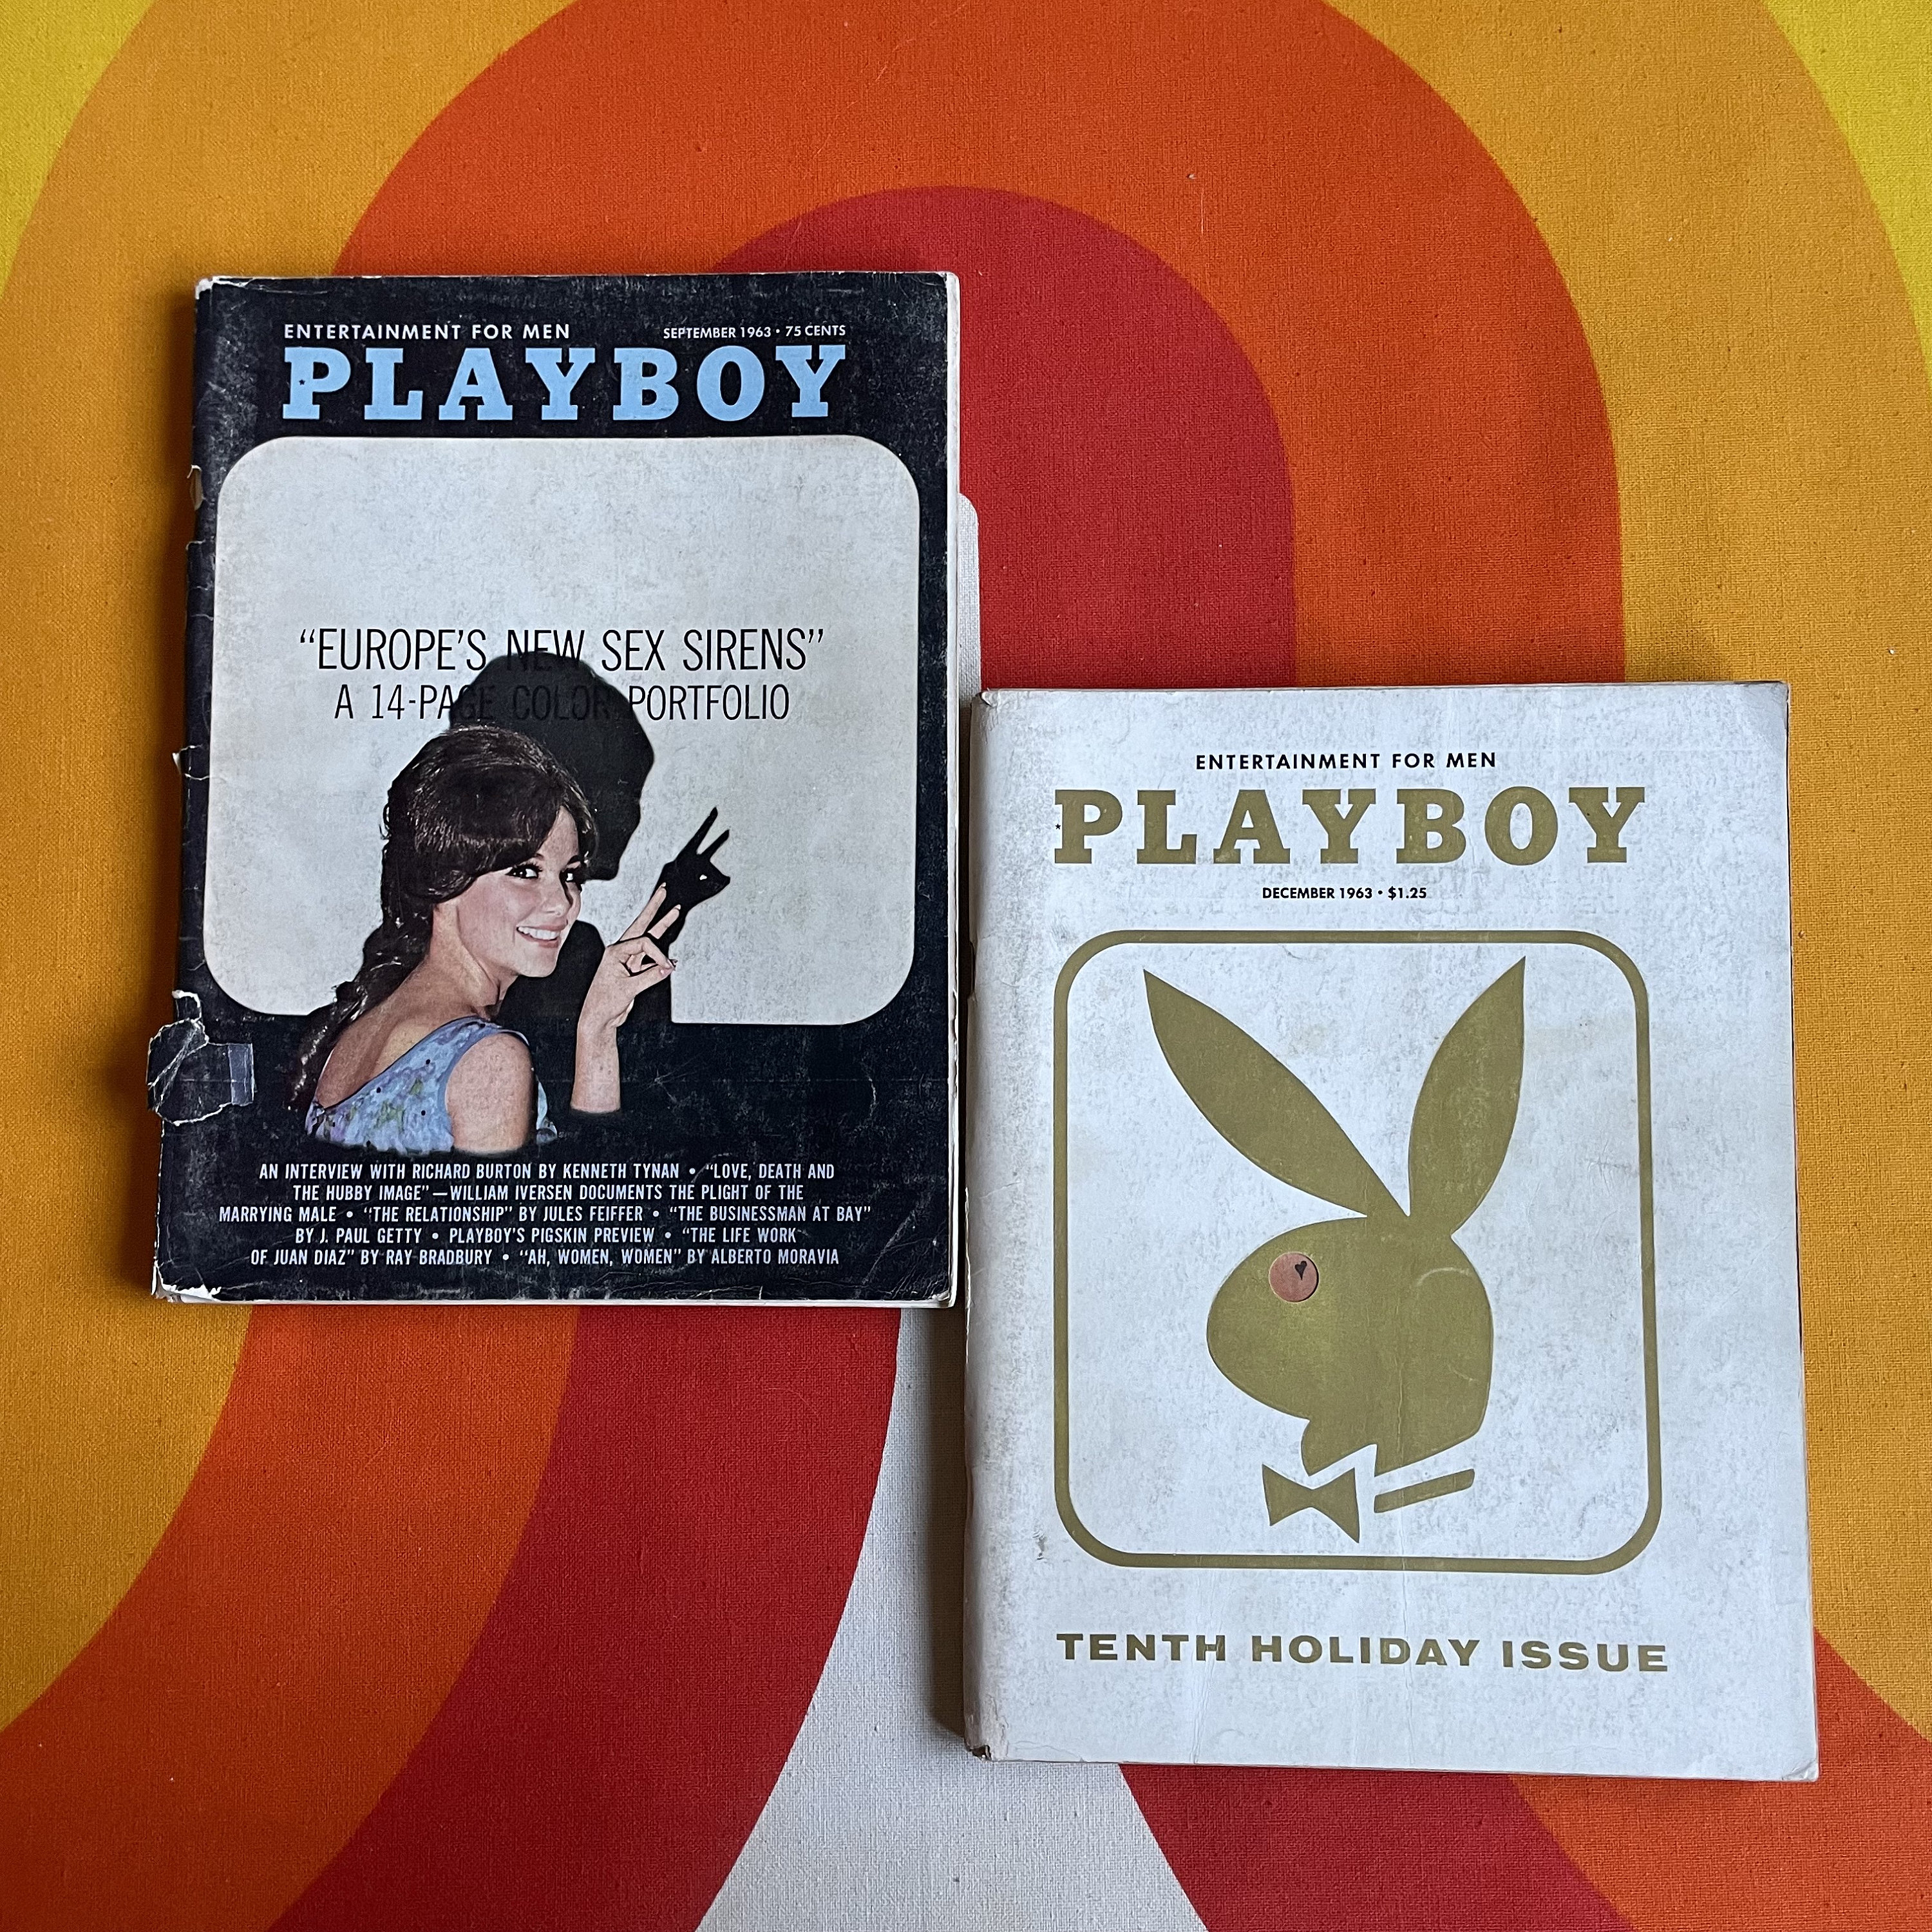 ENTERTAINMENT FOR MEN SEPTEMBER 1963 • 75 CENTS
PLAYBOY
“EUROPE'S NEW SEX SIRENS”
A 14-PAGE COLOR PORTFOLIO
AN INTERVIEW WITH RICHARD BURTON BY KENNETH TYNAN • “LOVE, DEATH AND
THE HUBBY IMAGE”—WILLIAM IVERSEN DOCUMENTS THE PLIGHT OF THE
MARRYING MALE • “THE RELATIONSHIP” BY JULES FEIFFER • “THE BUSINESSMAN AT BAY”
BY J. PAUL GETTY • PLAYBOY'S PIGSKIN PREVIEW • “THE LIFE WORK
OF JUAN DIAZ” BY RAY BRADBURY • “AH, WOMEN, WOMEN” BY ALBERTO MORAVIA
ENTERTAINMENT FOR MEN
PLAYBOY
DECEMBER 1963 • $1.25
TENTH HOLIDAY ISSUE